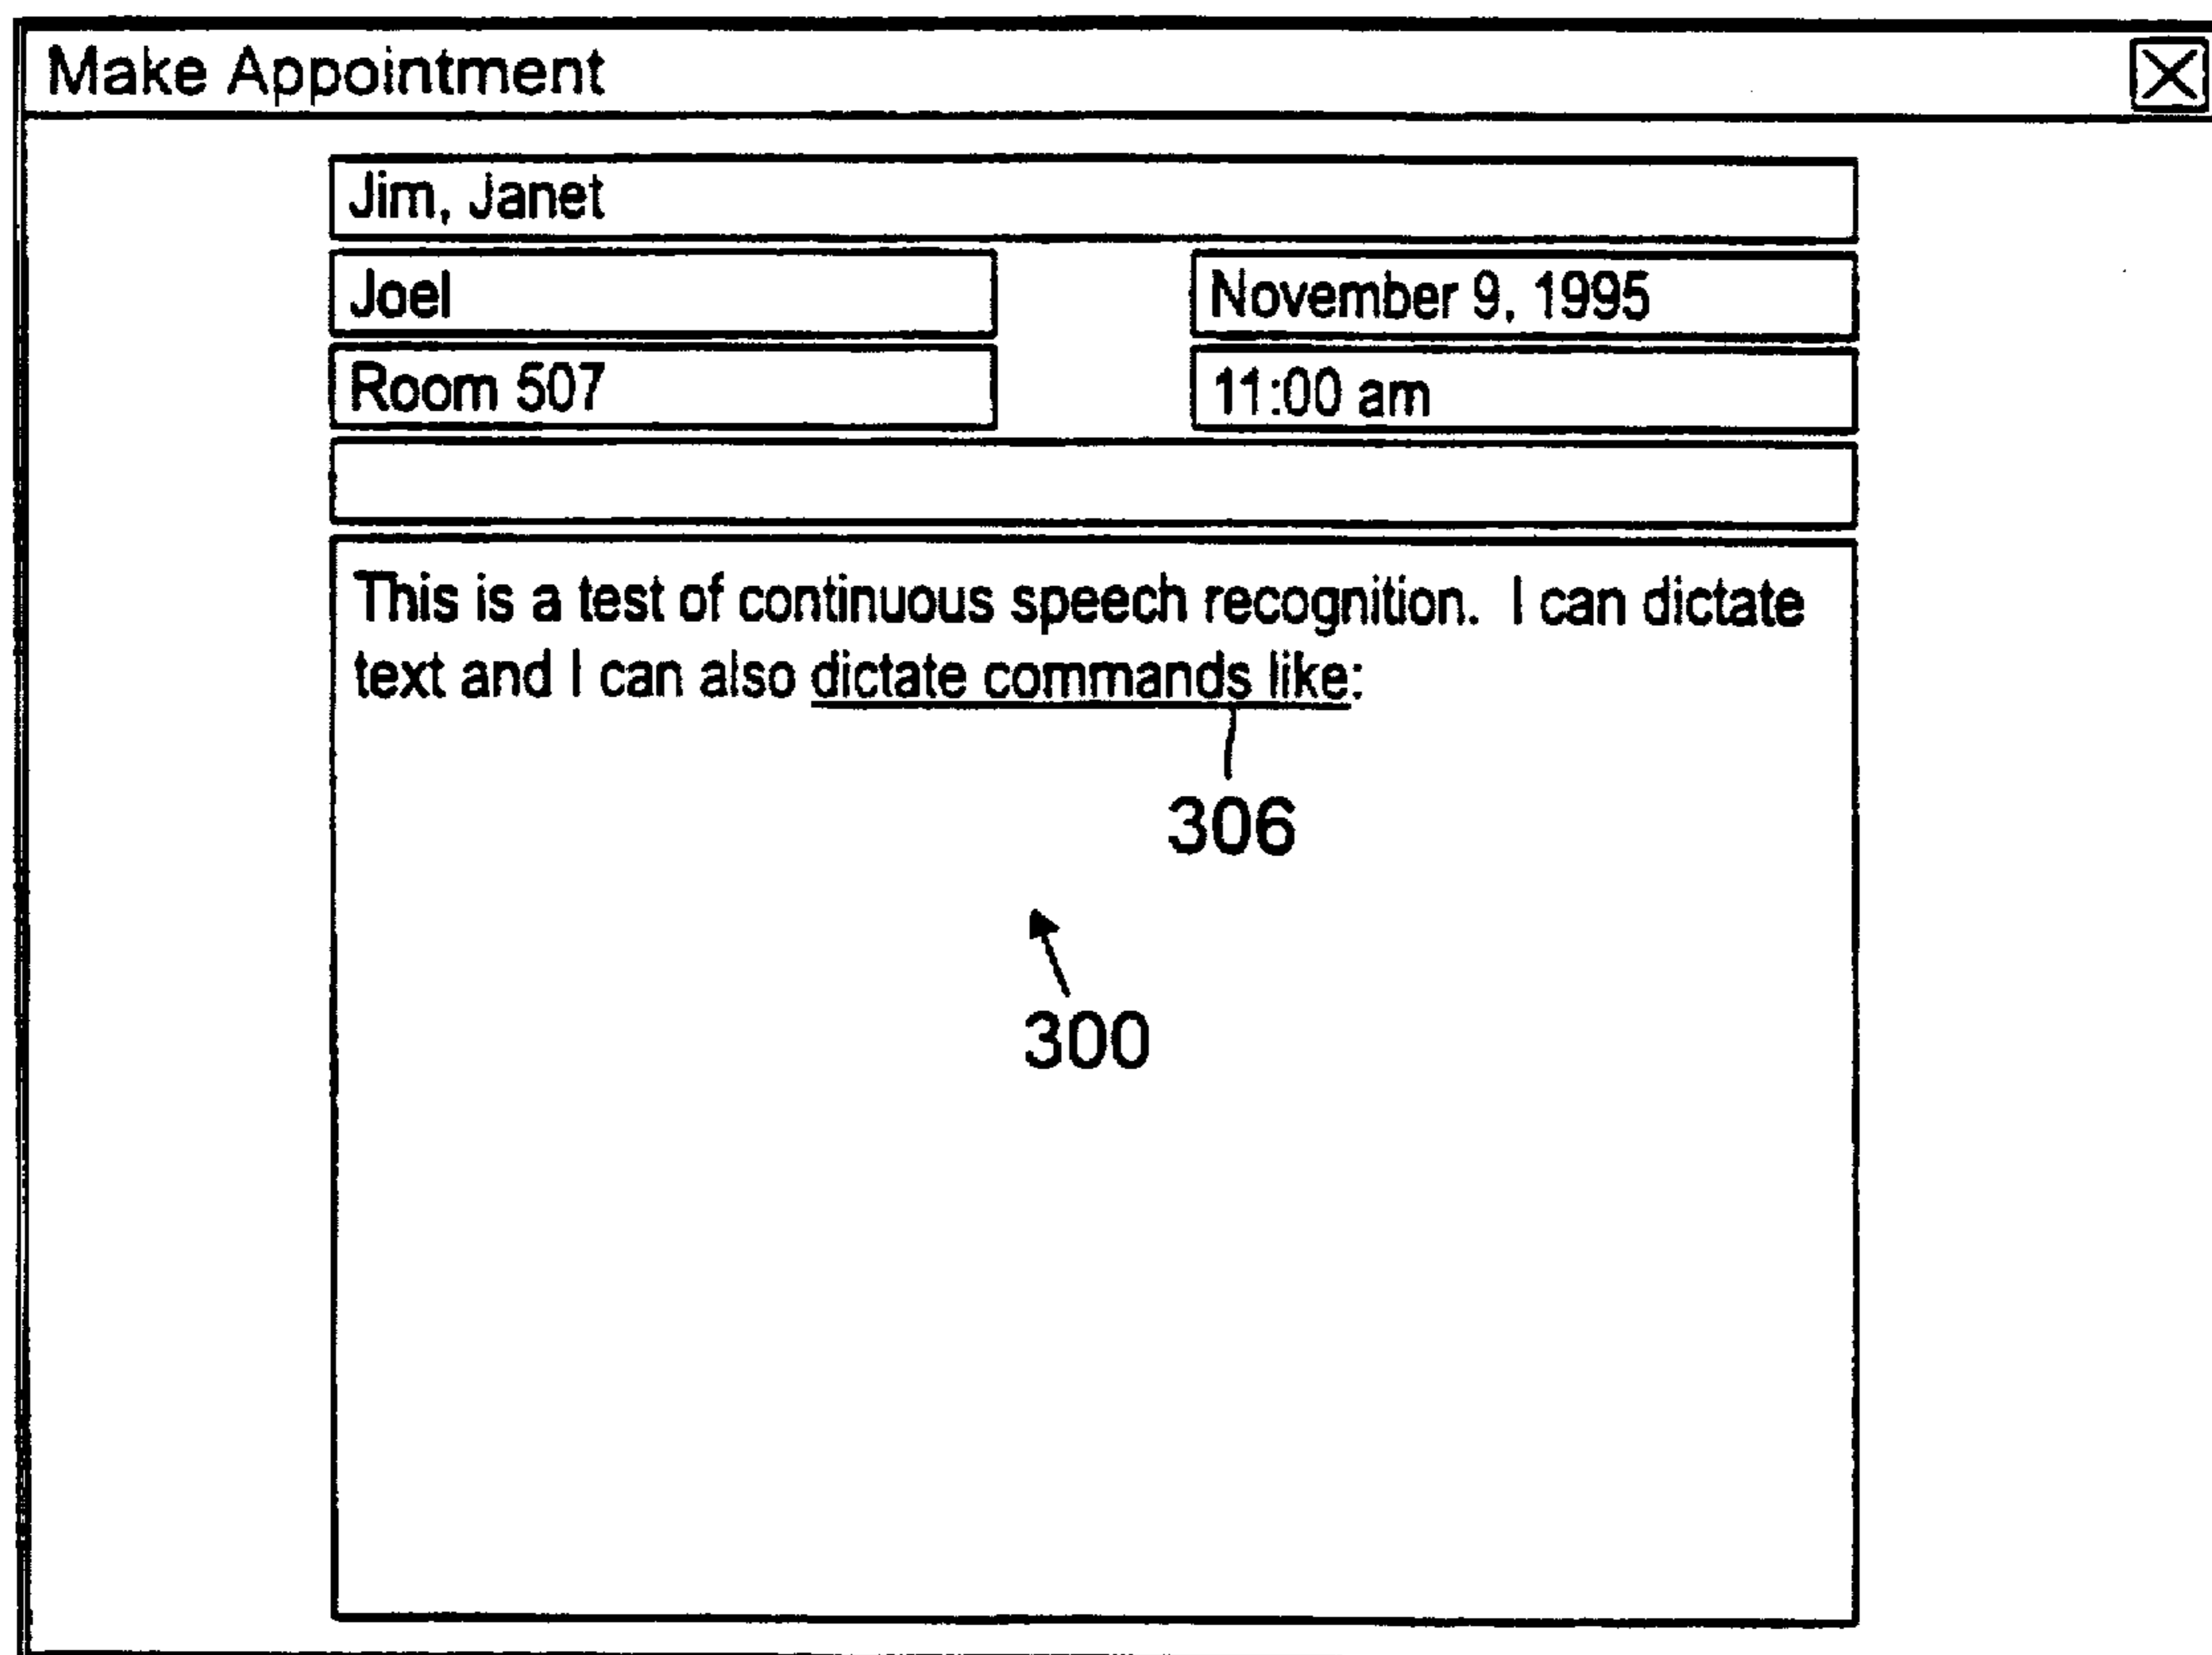 Make Appointment
Jim, Janet
Joel
November 9, 1995
Room 507
11:00 am
This is a test of continuous speech recognition.  I can dictate
text and I can also dictate commands like:
306
300